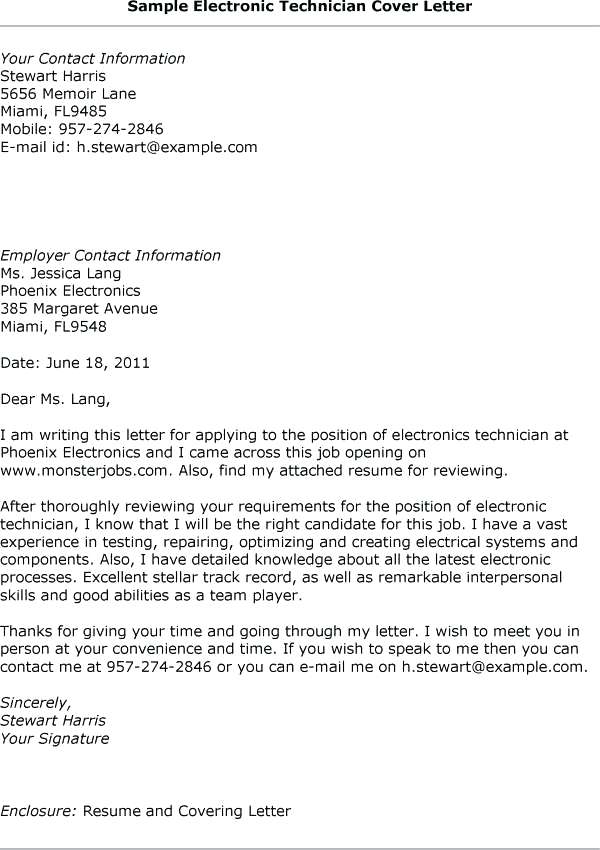 Sample Electronic Technician Cover Letter
Your Contact Information
Stewart Harris
5656 Memoir Lane
Miami, FL9485
Mobile: 957-274-2846
E-mail id: h.stewart@example.com
Employer Contact Information
Ms. Jessica Lang
Phoenix Electronics
385 Margaret Avenue
Miami, FL9548
Date: June 18, 2011
Dear Ms. Lang,
I am writing this letter for applying to the position of electronics technician at
Phoenix Electronics and I came across this job opening on
www.monsterjobs.com. Also, find my attached resume for reviewing.
After thoroughly reviewing your requirements for the position of electronic
technician, I know that I will be the right candidate for this job. I have a vast
experience in testing, repairing, optimizing and creating electrical systems and
components. Also, I have detailed knowledge about all the latest electronic
processes. Excellent stellar track record, as well as remarkable interpersonal
skills and good abilities as a team player.
Thanks for giving your time and going through my letter. I wish to meet you in
person at your convenience and time. If you wish to speak to me then you can
contact me at 957-274-2846 or you can e-mail me on h.stewart@example.com.
Sincerely,
Stewart Harris
Your Signature
Enclosure: Resume and Covering Letter